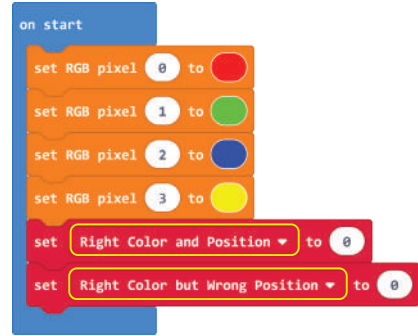 on start
set RGB pixel 0 to
set RGB pixel 1 to
set RGB pixel 2 to
set RGB pixel 3 to
set Right Color and Position to 0
set Right Color but Wrong Position to 0